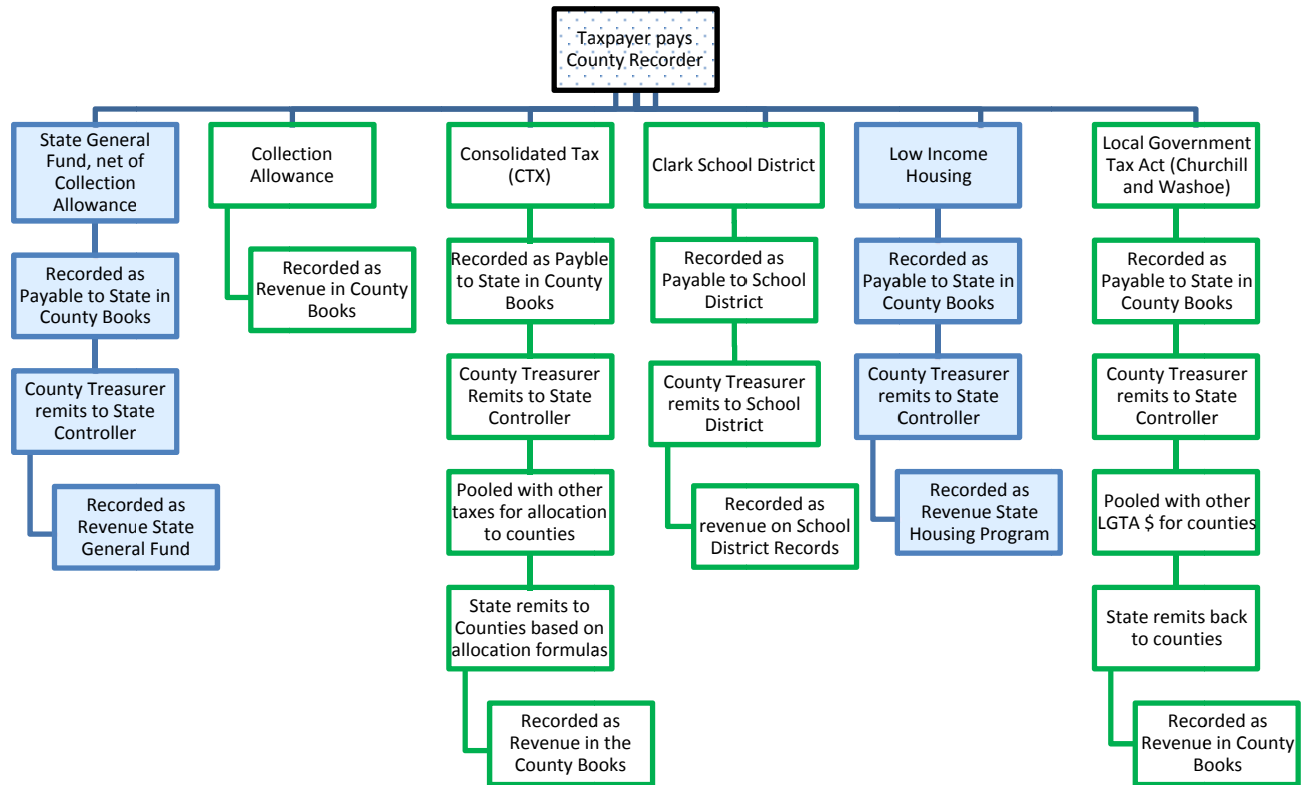 Taxpayer pays
County Recorder
State General
Fund, net of
Collection
Allowance
Recorded as
Payable to State in
County Books
County Treasurer
remits to State
Controller
Recorded as
Revenue State
General Fund
Collection
Allowance
Recorded as
Revenue in County
Books
Consolidated Tax
(CTX)
Recorded as Payble
to State in County
Books
County Treasurer
Remits to State
Controller
Pooled with other
taxes for allocation
to counties
State remits to
Counties based on
allocation formulas
Recorded as
Revenue in the
County Books
Clark School District
Recorded as
Payable to School
District
County Treasurer
remits to School
District
Recorded as
revenue on School
District Records
Low Income
Housing
Recorded as
Payable to State in
County Books
County Treasurer
remits to State
Controller
Recorded as
Revenue State
Housing Program
Local Government
Tax Act (Churchill
and Washoe)
Recorded as
Payable to State in
County Books
County Treasurer
remits to State
Controller
Pooled with other
LGTA $ for counties
State remits back
to counties
Recorded as
Revenue in County
Books